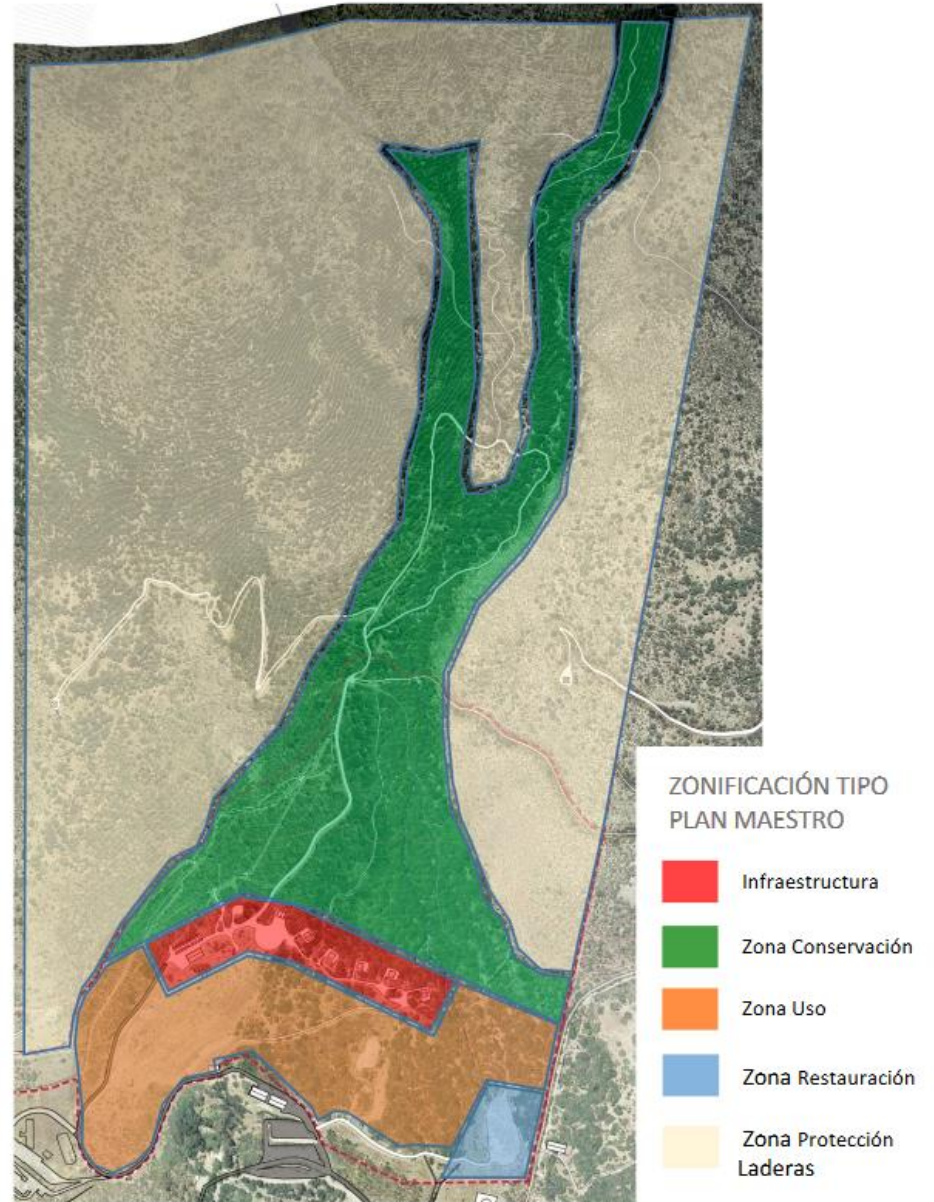 ZONIFICACIÓN TIPO
PLAN MAESTRO
Infraestructura
Zona Conservación
Zona Uso
Zona Restauración
Zona Protección
Laderas